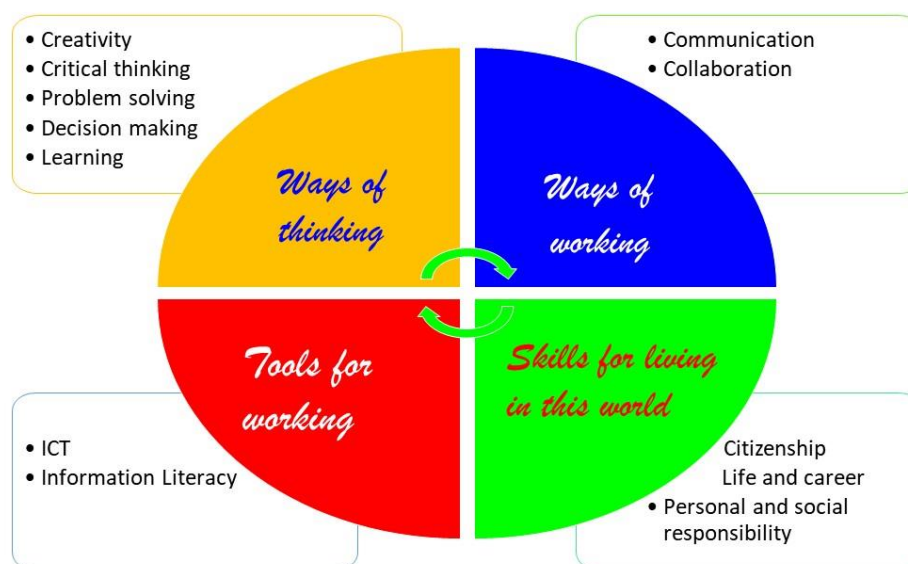 • Creativity
• Critical thinking
• Problem solving
• Decision making
• Learning
Ways of
thinking
• Communication
• Collaboration
Ways of
working
Tools for
working
• ICT
• Information Literacy
Skills for living
in this world
Citizenship
Life and career
• Personal and social
responsibility